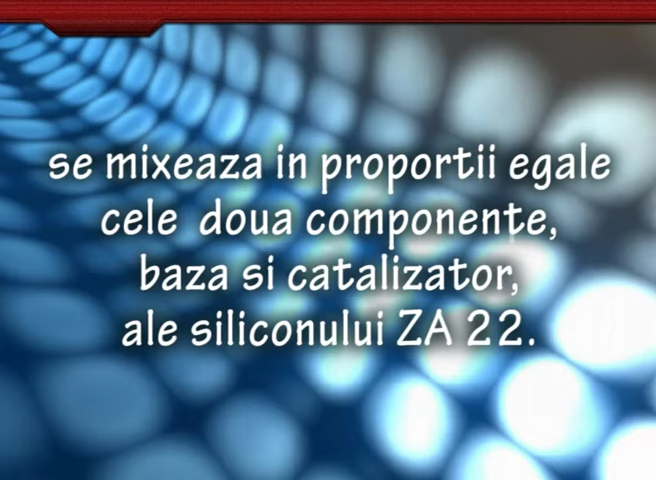 se mixeaza in proportii egale
cele doua componente,
baza si catalizator,
ale siliconului ZA 22.